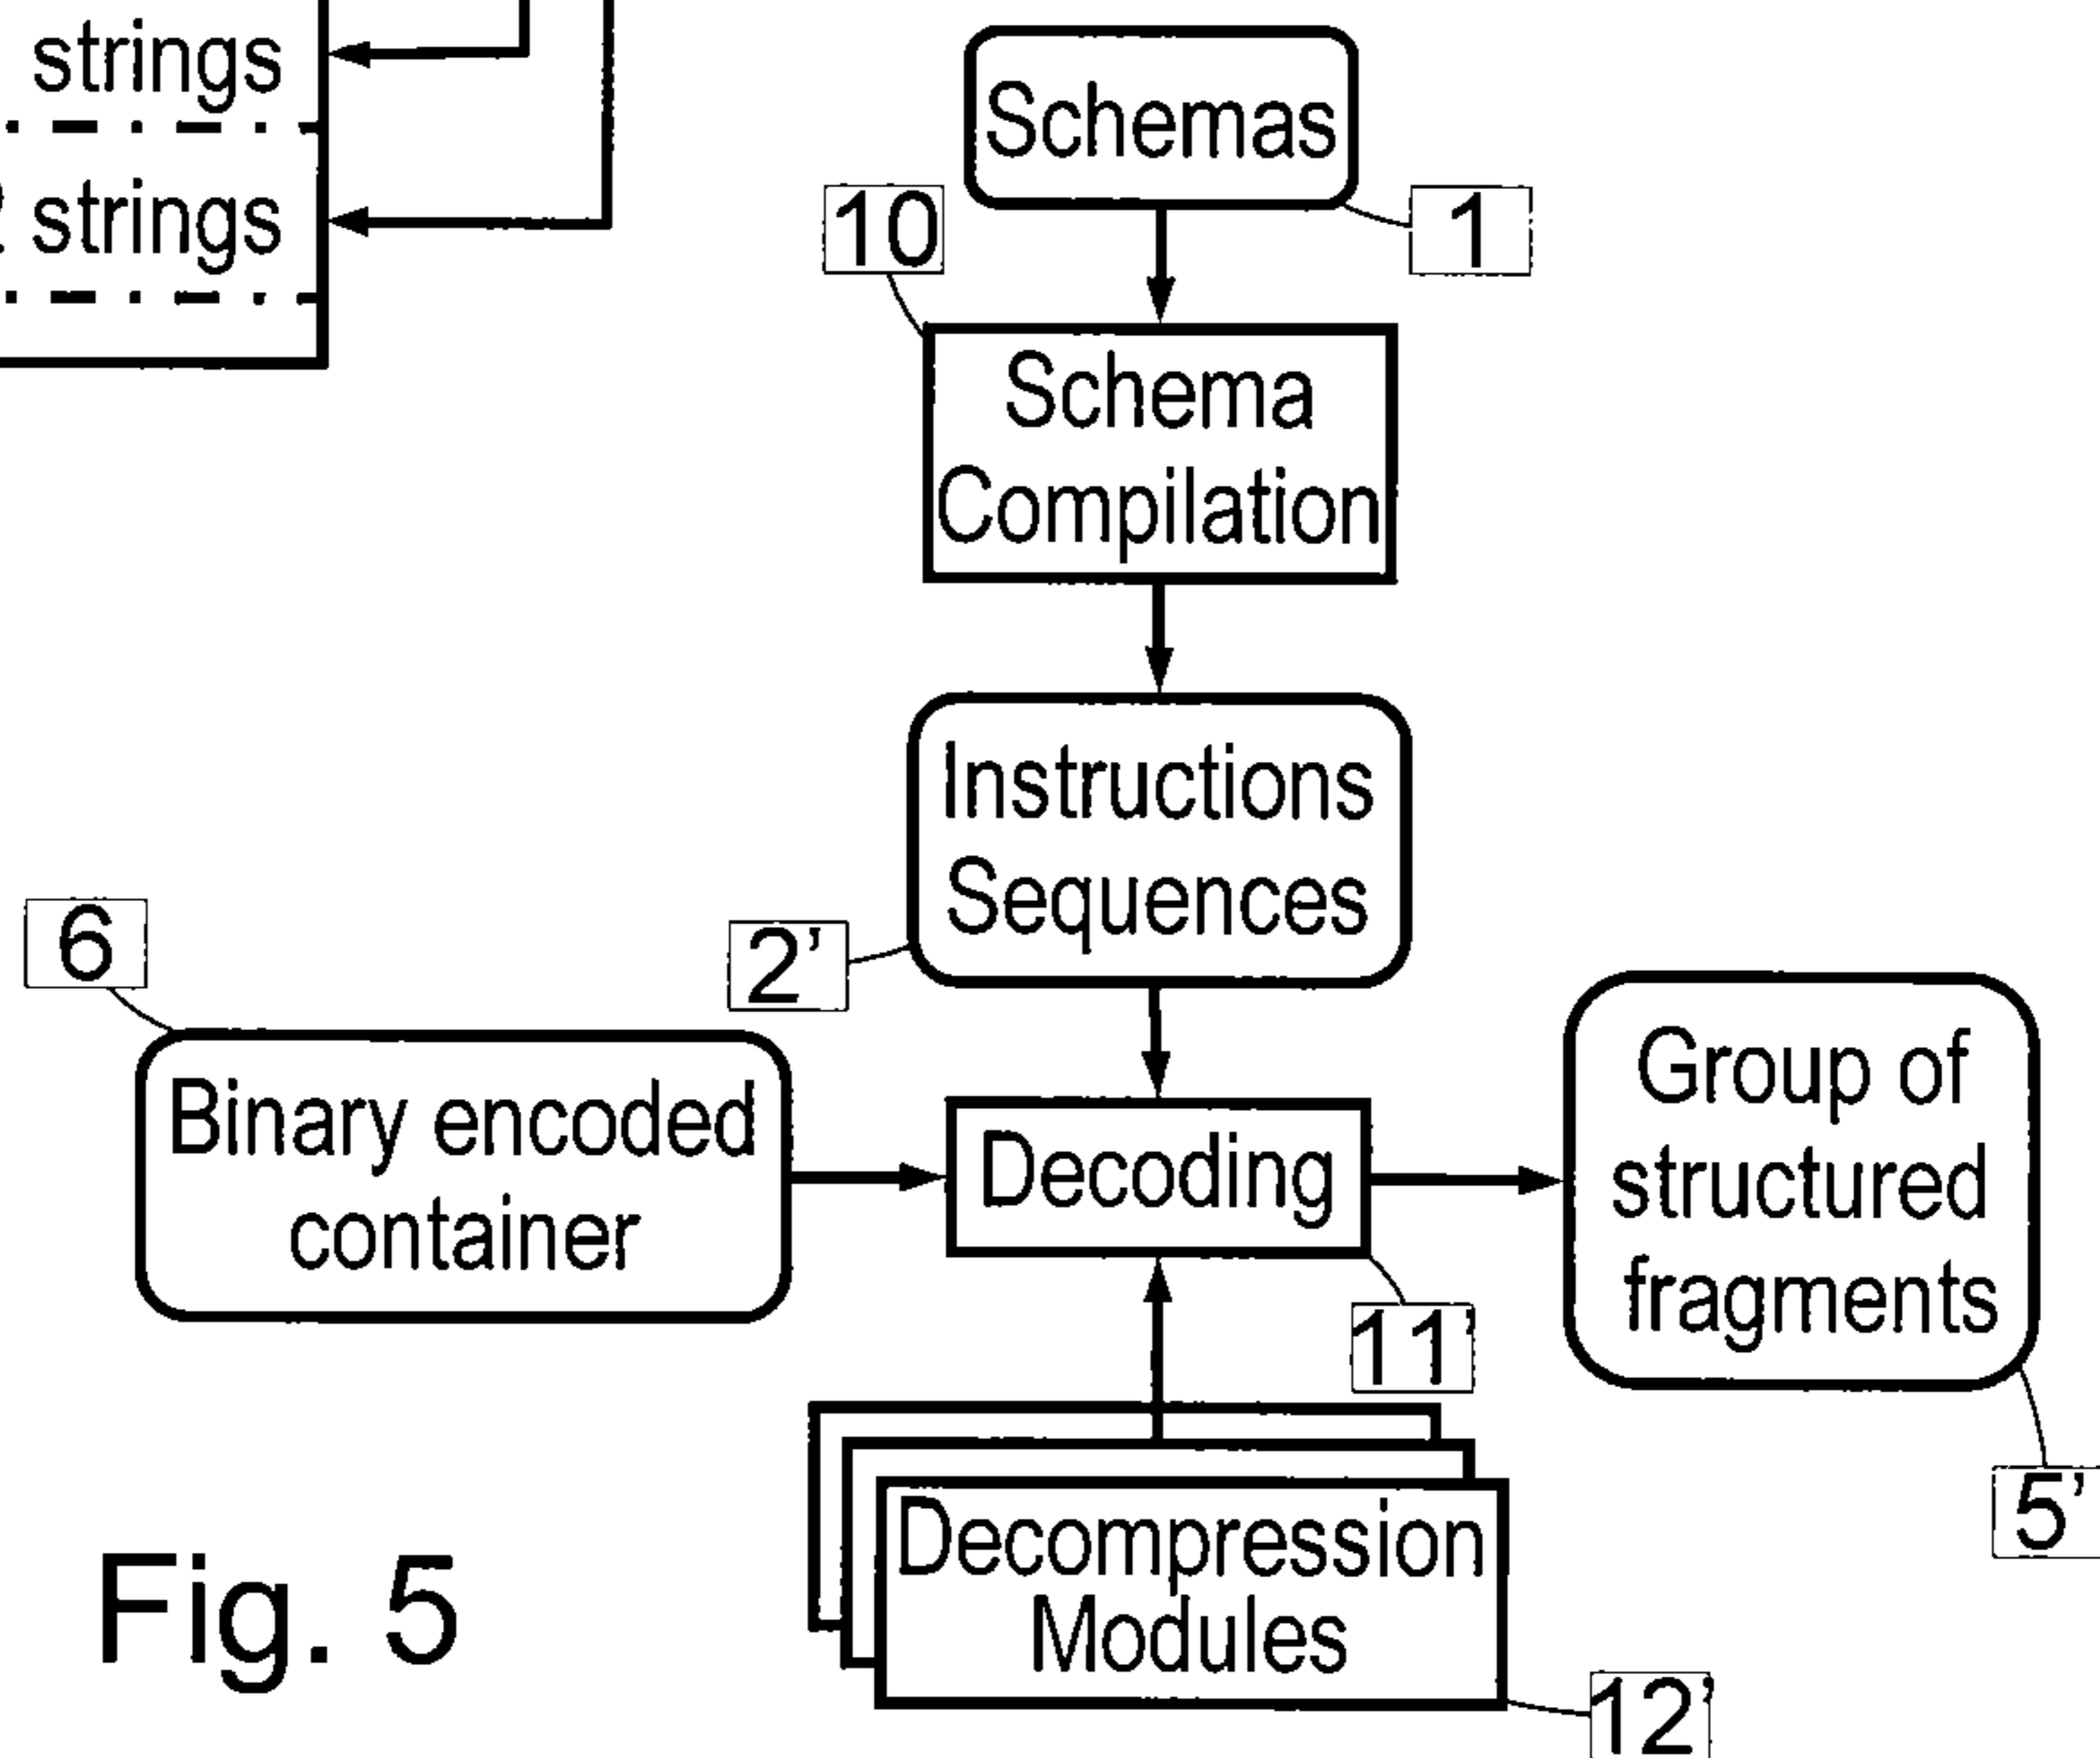 strings
strings
Schemas
10
1
Schema
Compilation
Instructions
Sequences
6
2'
Binary encoded
container
Decoding
Group of
structured
fragments
11'
5'
Decompression
Modules
12'
Fig. 5